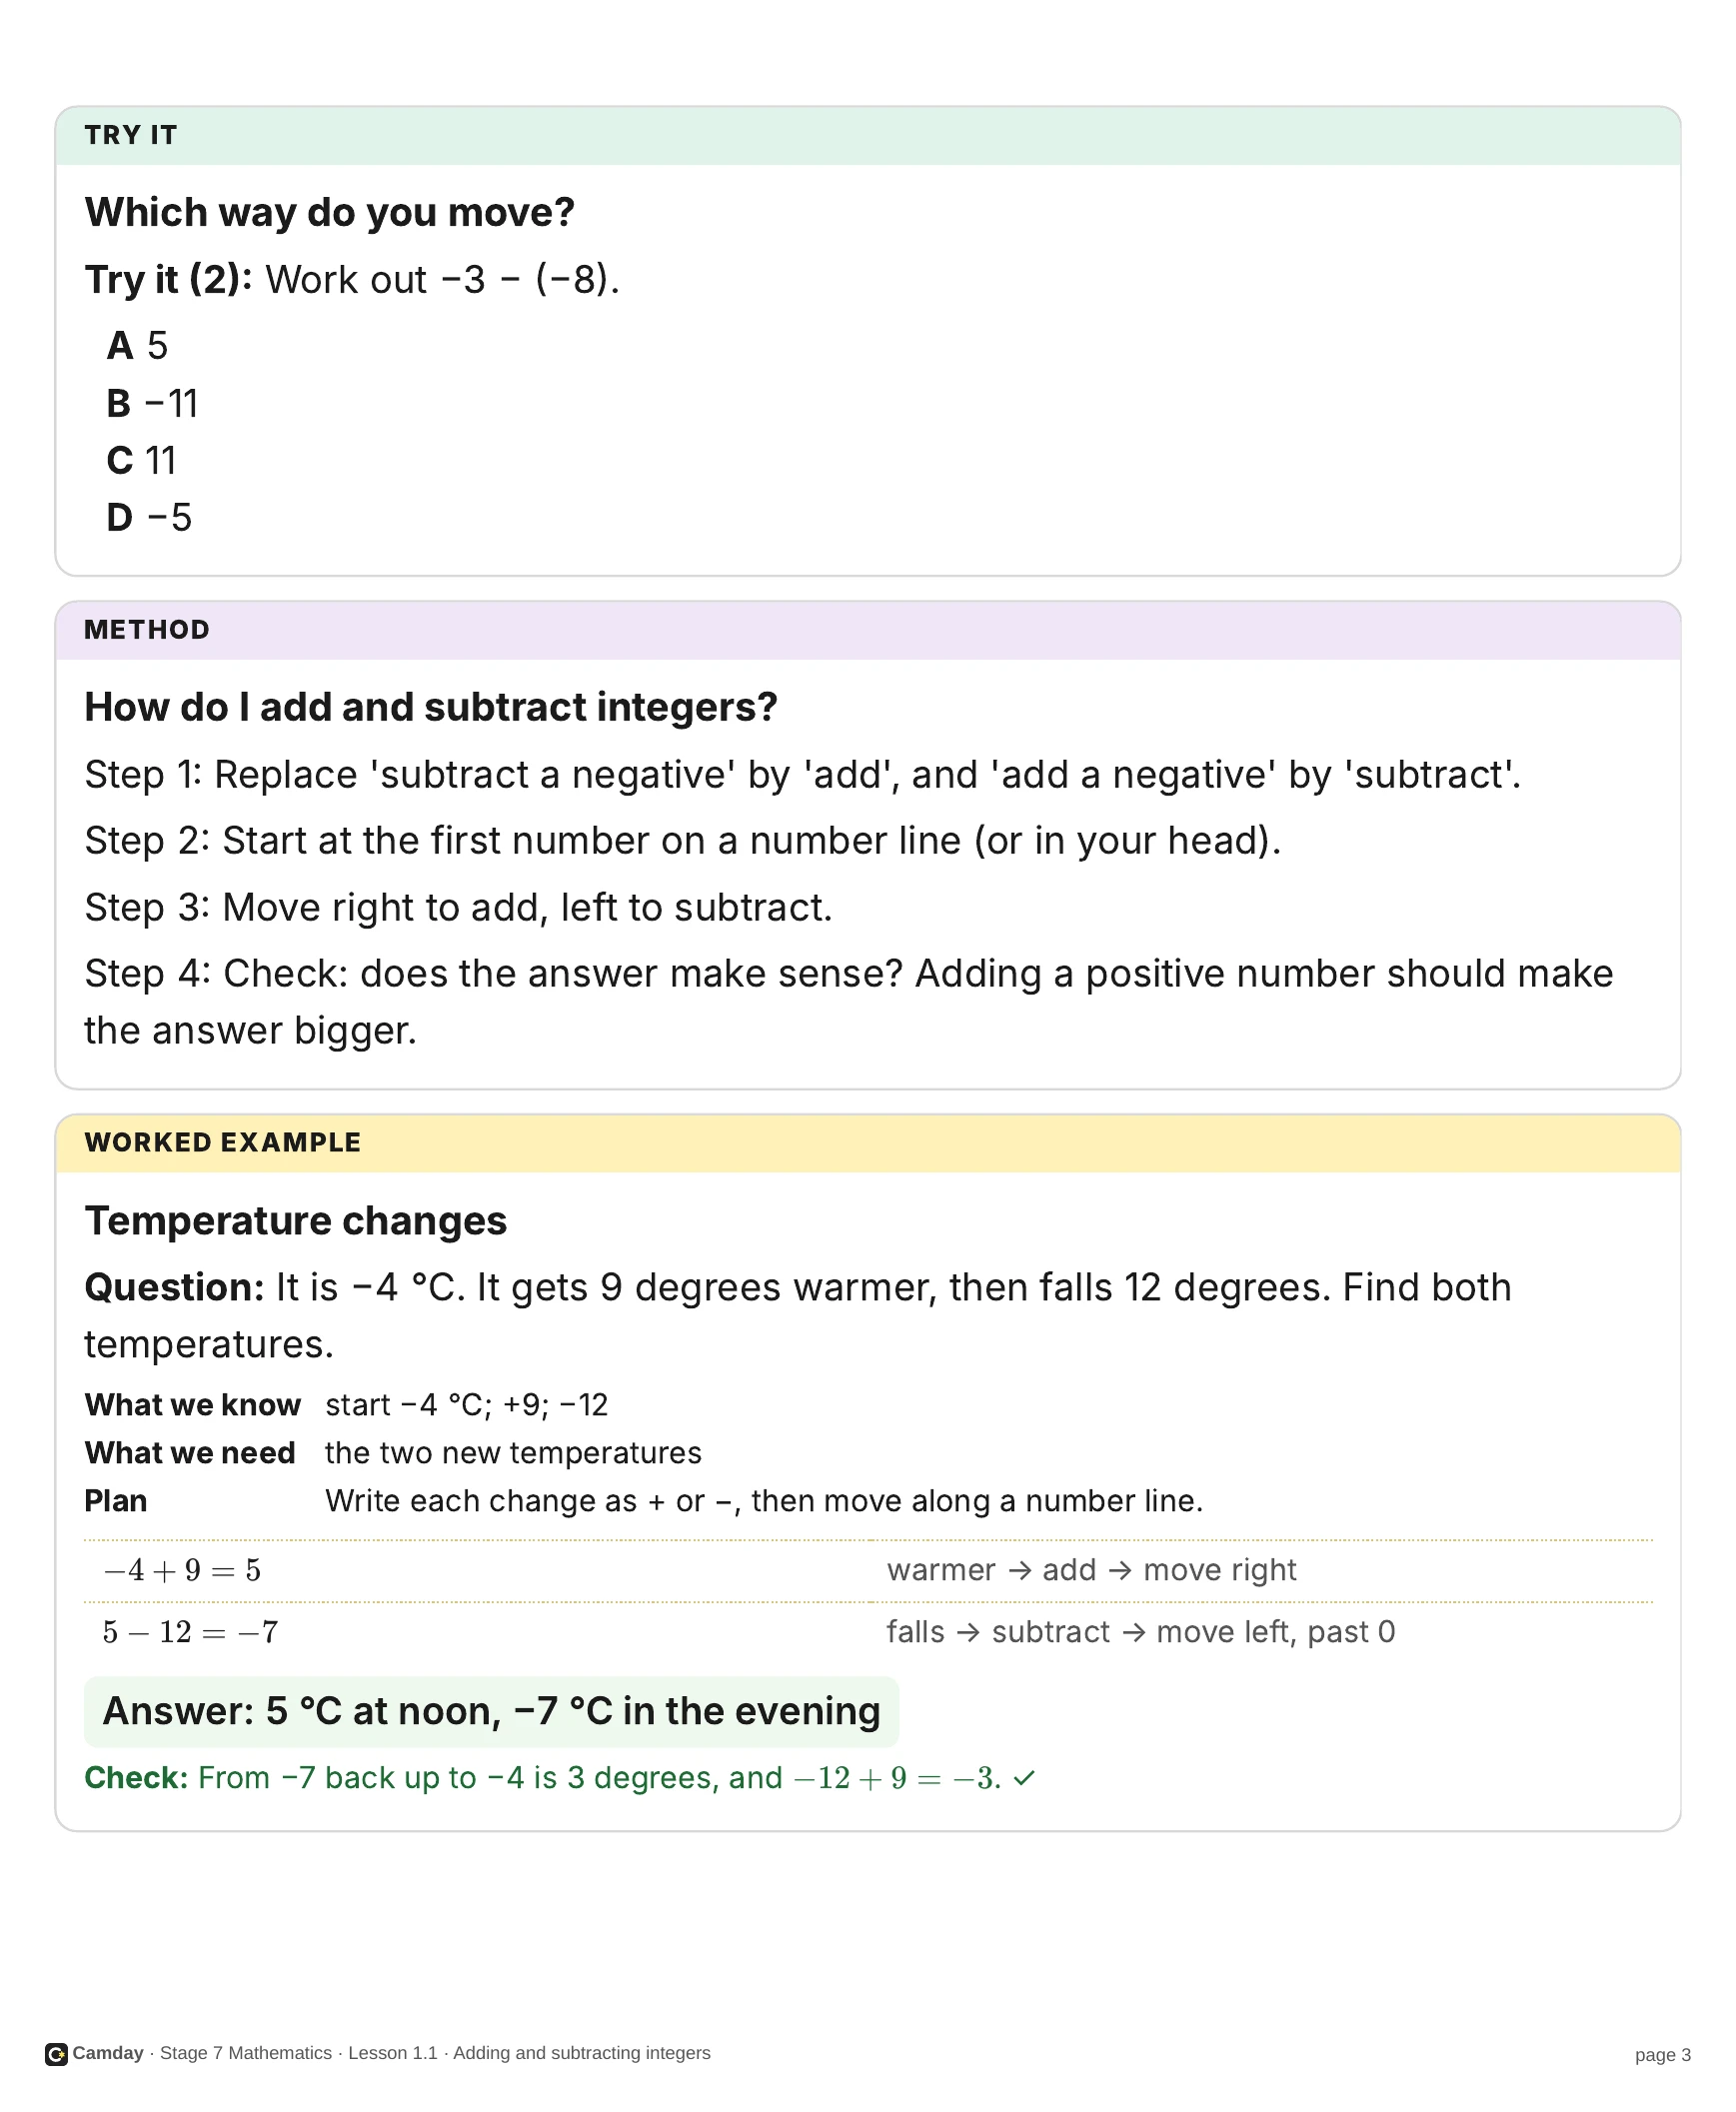 TRY IT
Which way do you move?
Try it (2): Work out −3 − (−8).
A 5
B −11
C 11
D −5
METHOD
How do I add and subtract integers?
Step 1: Replace 'subtract a negative' by 'add', and 'add a negative' by 'subtract'.
Step 2: Start at the first number on a number line (or in your head).
Step 3: Move right to add, left to subtract.
Step 4: Check: does the answer make sense? Adding a positive number should make
the answer bigger.
WORKED EXAMPLE
Temperature changes
Question: It is −4 °C. It gets 9 degrees warmer, then falls 12 degrees. Find both
temperatures.
What we know start −4 °C; +9; −12
What we need the two new temperatures
Plan Write each change as + or −, then move along a number line.
−4 + 9 = 5 warmer → add → move right
5 − 12 = −7 falls → subtract → move left, past 0
Answer: 5 °C at noon, −7 °C in the evening
Check: From −7 back up to −4 is 3 degrees, and −12 + 9 = −3. ✓
Camday · Stage 7 Mathematics · Lesson 1.1 · Adding and subtracting integers
page 3